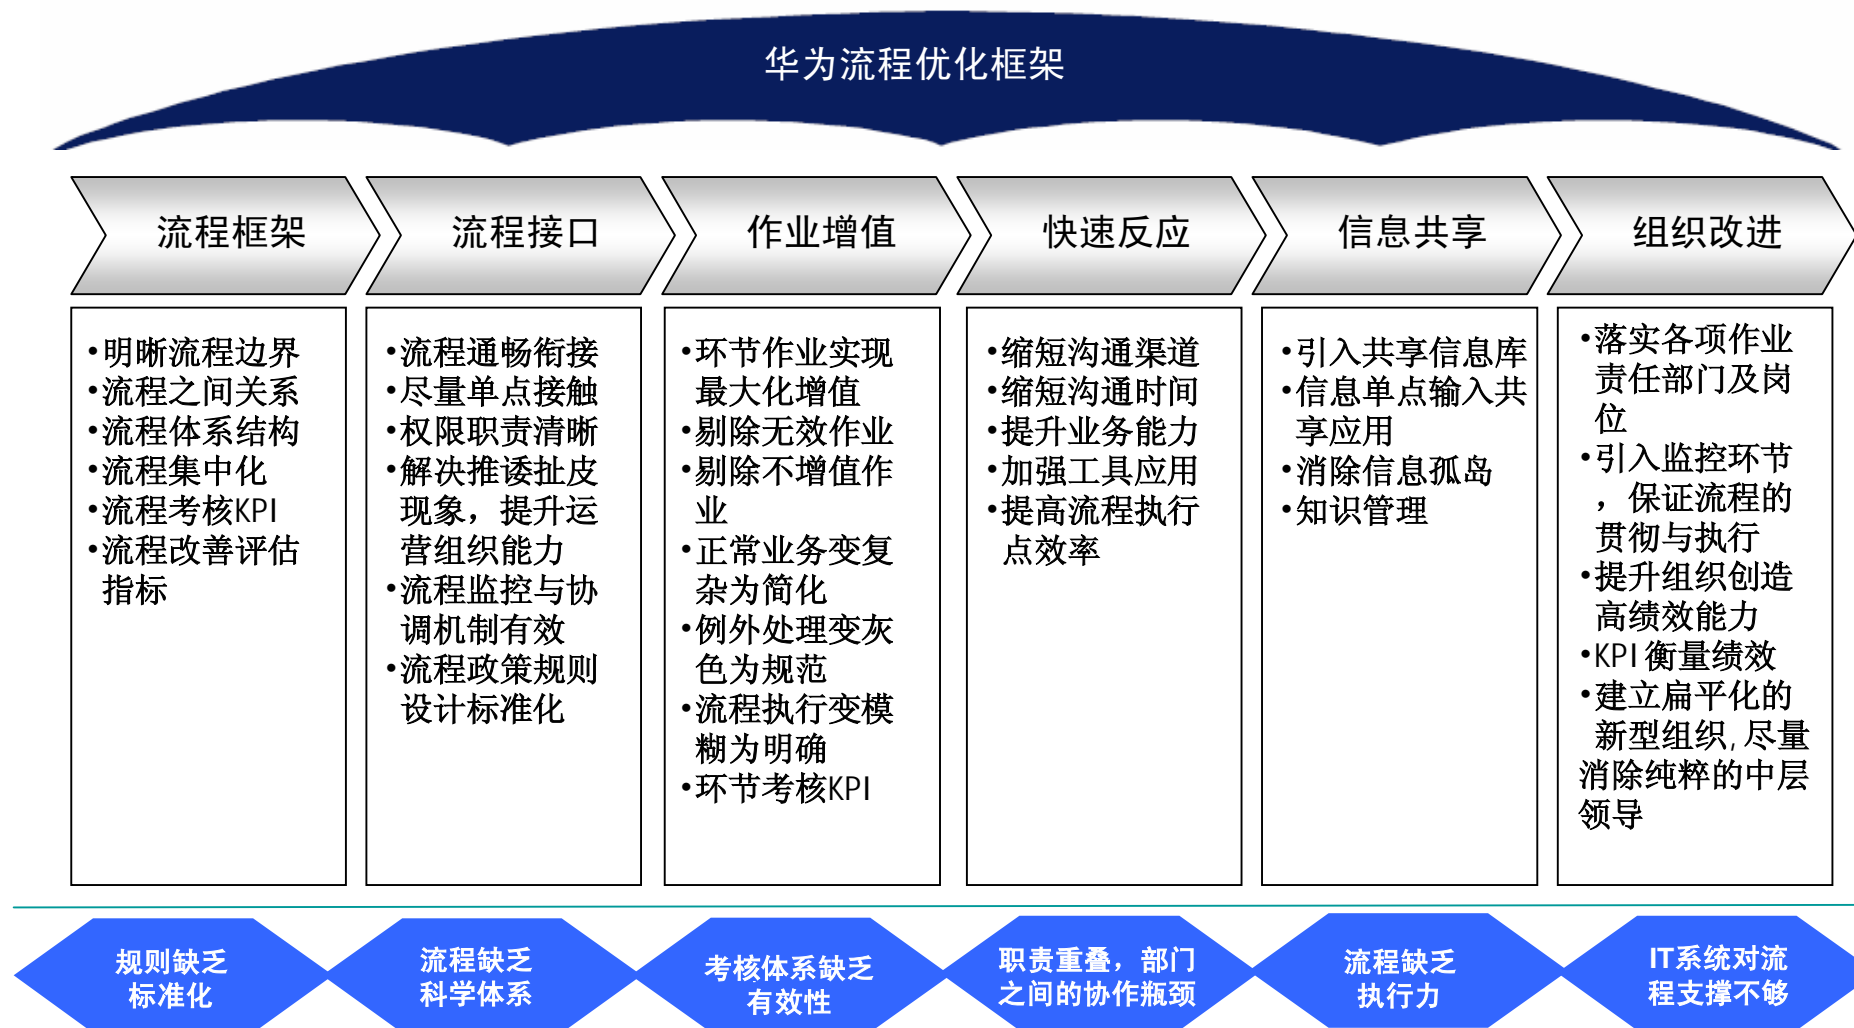 华为流程优化框架
流程框架
流程接口
作业增值
快速反应
信息共享
组织改进
•明晰流程边界
•流程之间关系
•流程体系结构
•流程集中化
•流程考核KPI
•流程改善评估
指标
•流程通畅衔接
•尽量单点接触
•权限职责清晰
•解决推诿扯皮
现象，提升运
营组织能力
•流程监控与协
调机制有效
•流程政策规则
设计标准化
•环节作业实现
最大化增值
•剔除无效作业
•剔除不增值作
业
•正常业务变复
杂为简化
•例外处理变灰
色为规范
•流程执行变模
糊为明确
•环节考核KPI
•缩短沟通渠道
•缩短沟通时间
•提升业务能力
•加强工具应用
•提高流程执行
点效率
•引入共享信息库
•信息单点输入共
享应用
•消除信息孤岛
•知识管理
•落实各项作业
责任部门及岗
位
•引入监控环节
，保证流程的
贯彻与执行
•提升组织创造
高绩效能力
•KPI 衡量绩效
•建立扁平化的
新型组织, 尽量
消除纯粹的中层
领导
规则缺乏
标准化
流程缺乏
科学体系
考核体系缺乏
有效性
职责重叠，部门
之间的协作瓶颈
流程缺乏
执行力
IT系统对流
程支撑不够